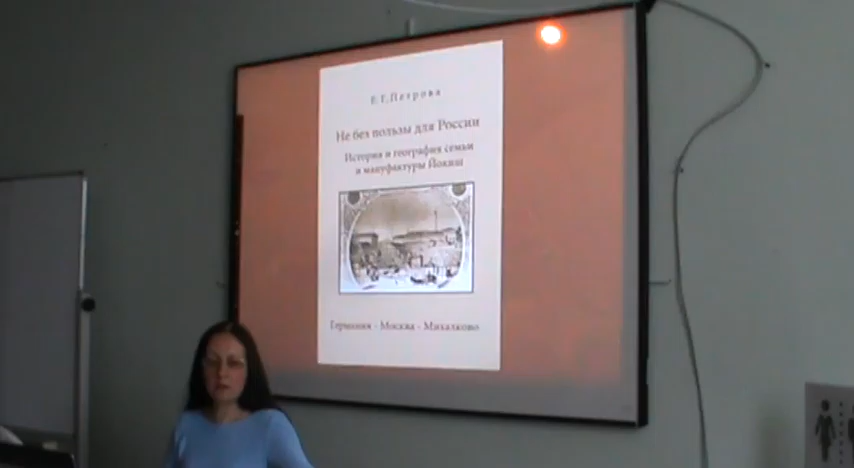 Е.Г.Петрова
Не без пользы для России
История и география семьи
и мануфактуры Йокиш
Германия - Москва - Михалково